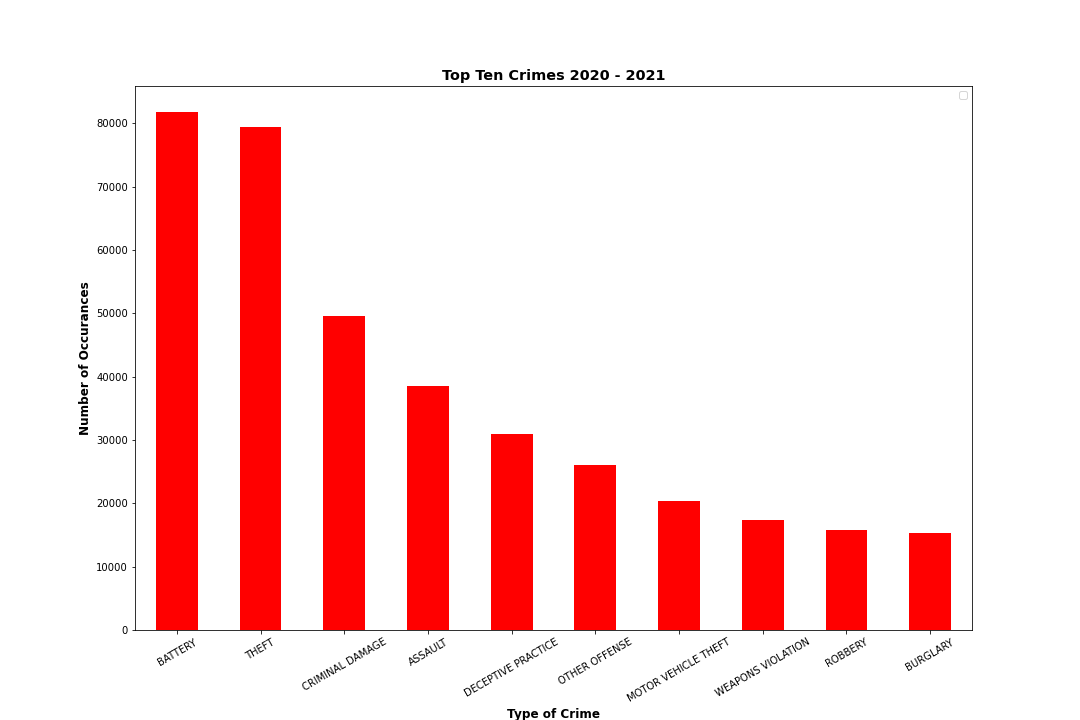 Top Ten Crimes 2020 - 2021
Number of Occurances
80000
70000
60000
50000
40000
30000
20000
10000
0
BATTERY
THEFT
CRIMINAL DAMAGE
ASSAULT
DECEPTIVE PRACTICE
OTHER OFFENSE
MOTOR VEHICLE THEFT
WEAPONS VIOLATION
ROBBERY
BURGLARY
Type of Crime